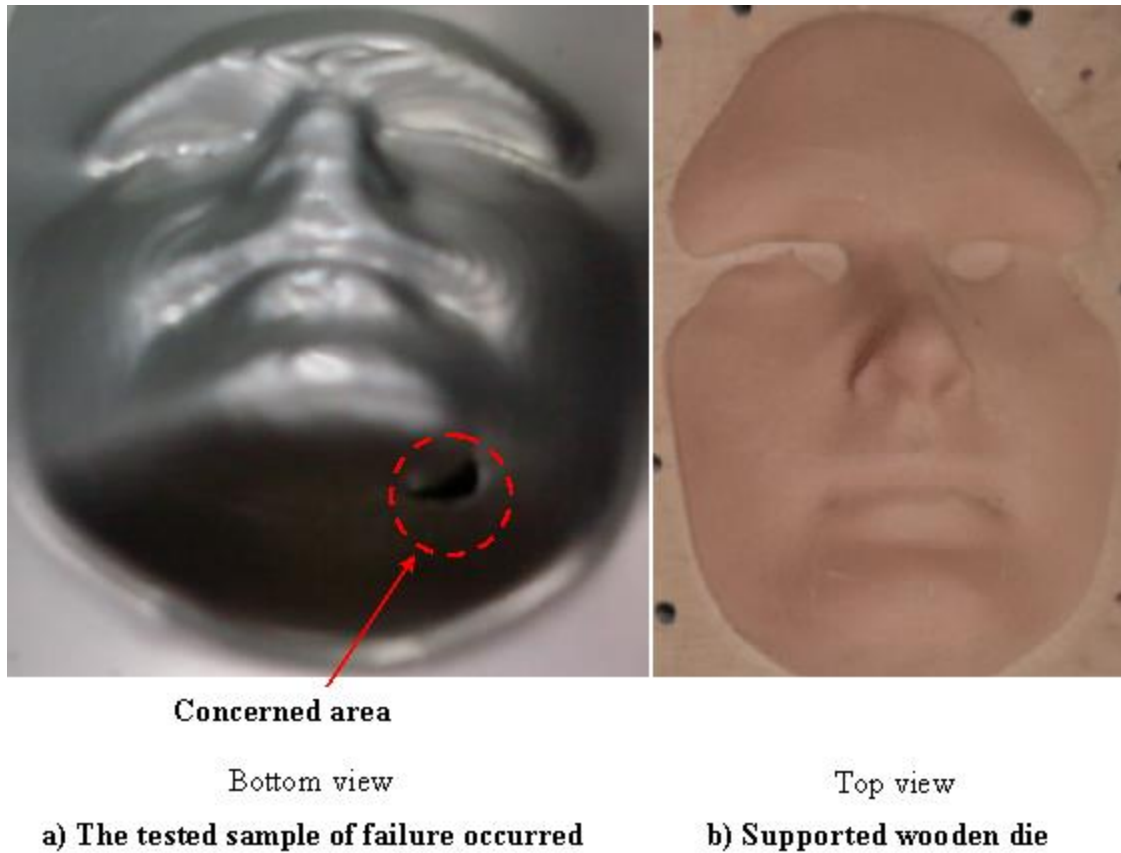 Concerned area
Bottom view
Top view
a) The tested sample of failure occurred
b) Supported wooden die